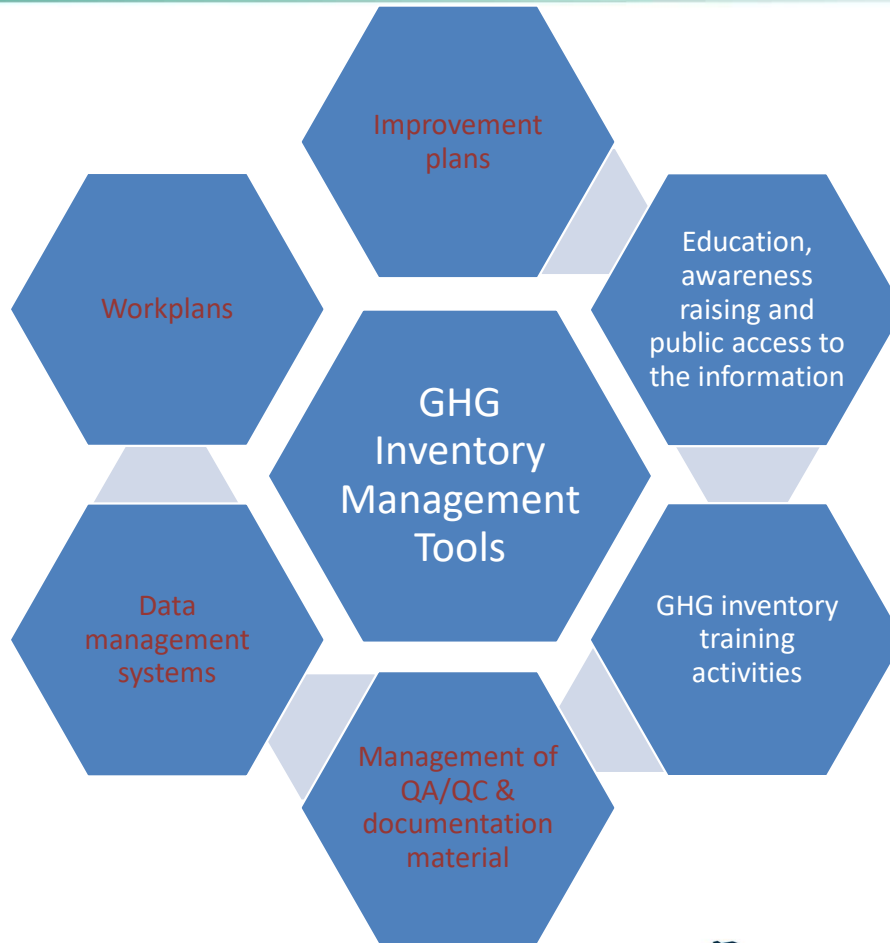 Improvement
plans
Education,
awareness
raising and
public access to
the information
Workplans
GHG
Inventory
Management
Tools
GHG inventory
training
activities
Data
management
systems
Management of
QA/QC &
documentation
material